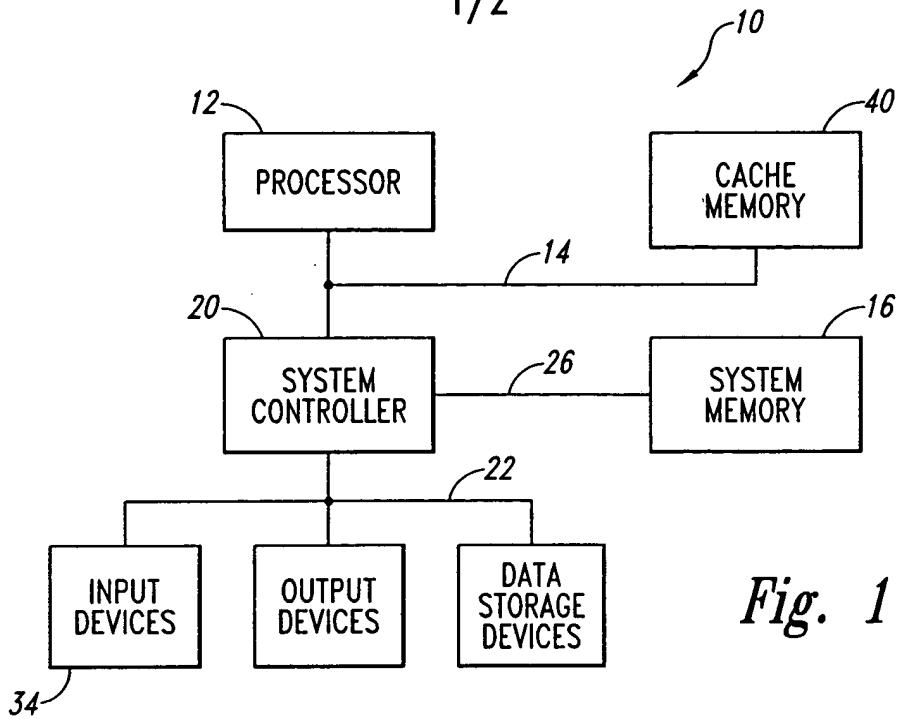 1/2
10
12
40
PROCESSOR
CACHE
MEMORY
14
20
16
SYSTEM
CONTROLLER
26
SYSTEM
MEMORY
22
INPUT
DEVICES
OUTPUT
DEVICES
DATA
STORAGE
DEVICES
34
Fig. 1